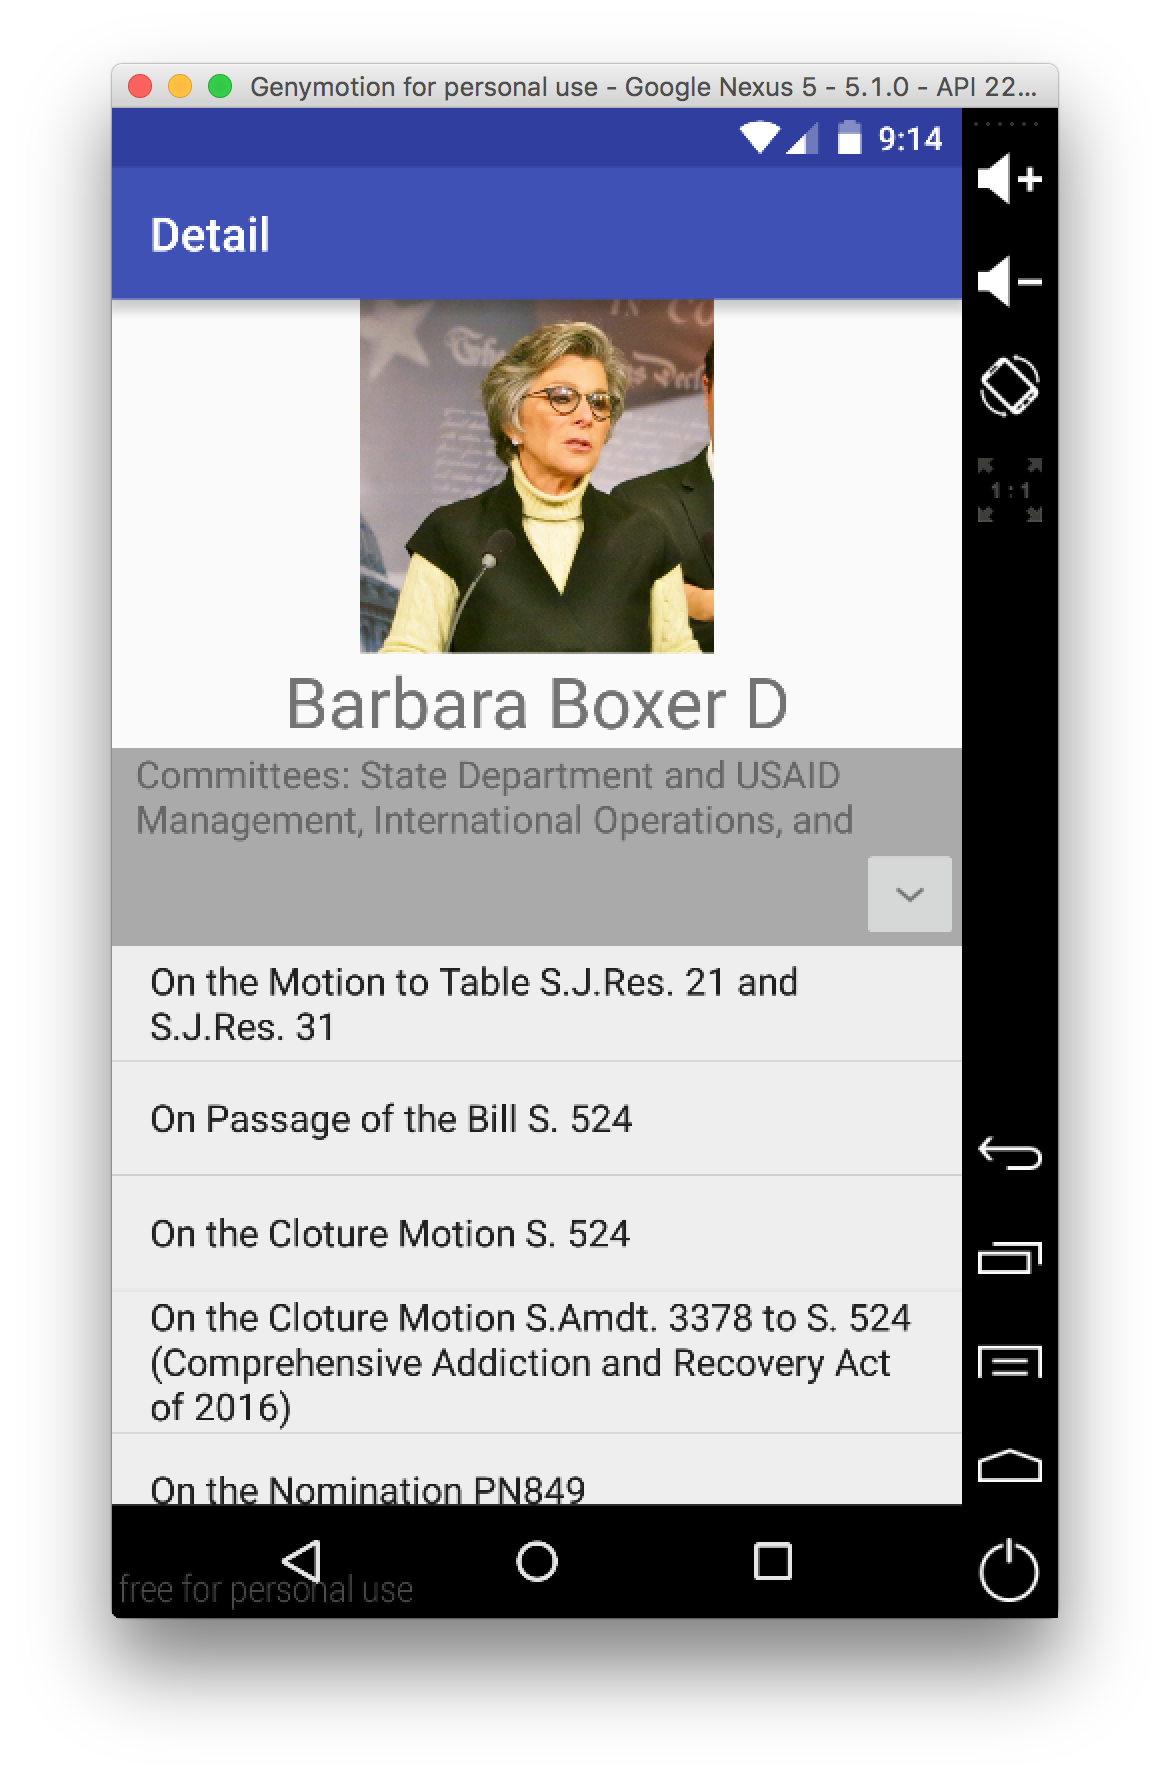 Genymotion for personal use - Google Nexus 5 - 5.1.0 - API 22...
9:14
Detail
IN CO
Barbara Boxer D
Committees: State Department and USAID
Management, International Operations, and
On the Motion to Table S.J.Res. 21 and
S.J.Res. 31
On Passage of the Bill S. 524
On the Cloture Motion S. 524
On the Cloture Motion S.Amdt. 3378 to S. 524
(Comprehensive Addiction and Recovery Act
of 2016)
On the Nomination PN849
free for personal use
1:1